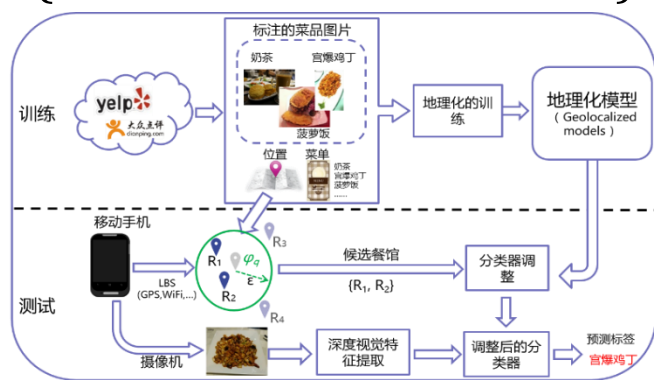 标注的菜品图片
奶茶
宫爆鸡丁
菠萝饭
训练
yelp
大众点评
dianping.com
地理化的训
练
地理化模型
(Geolocalized
models)
位置
菜单
奶茶
宫爆鸡丁
菠萝饭
......
移动手机
测试
LBS
(GPS,WiFi,...)
R1
R2
R3
R4
φq
ε
候选餐馆
{R1, R2}
分类器
调整
摄像机
深度视觉特
征提取
调整后的分
类器
预测标签
宫爆鸡丁